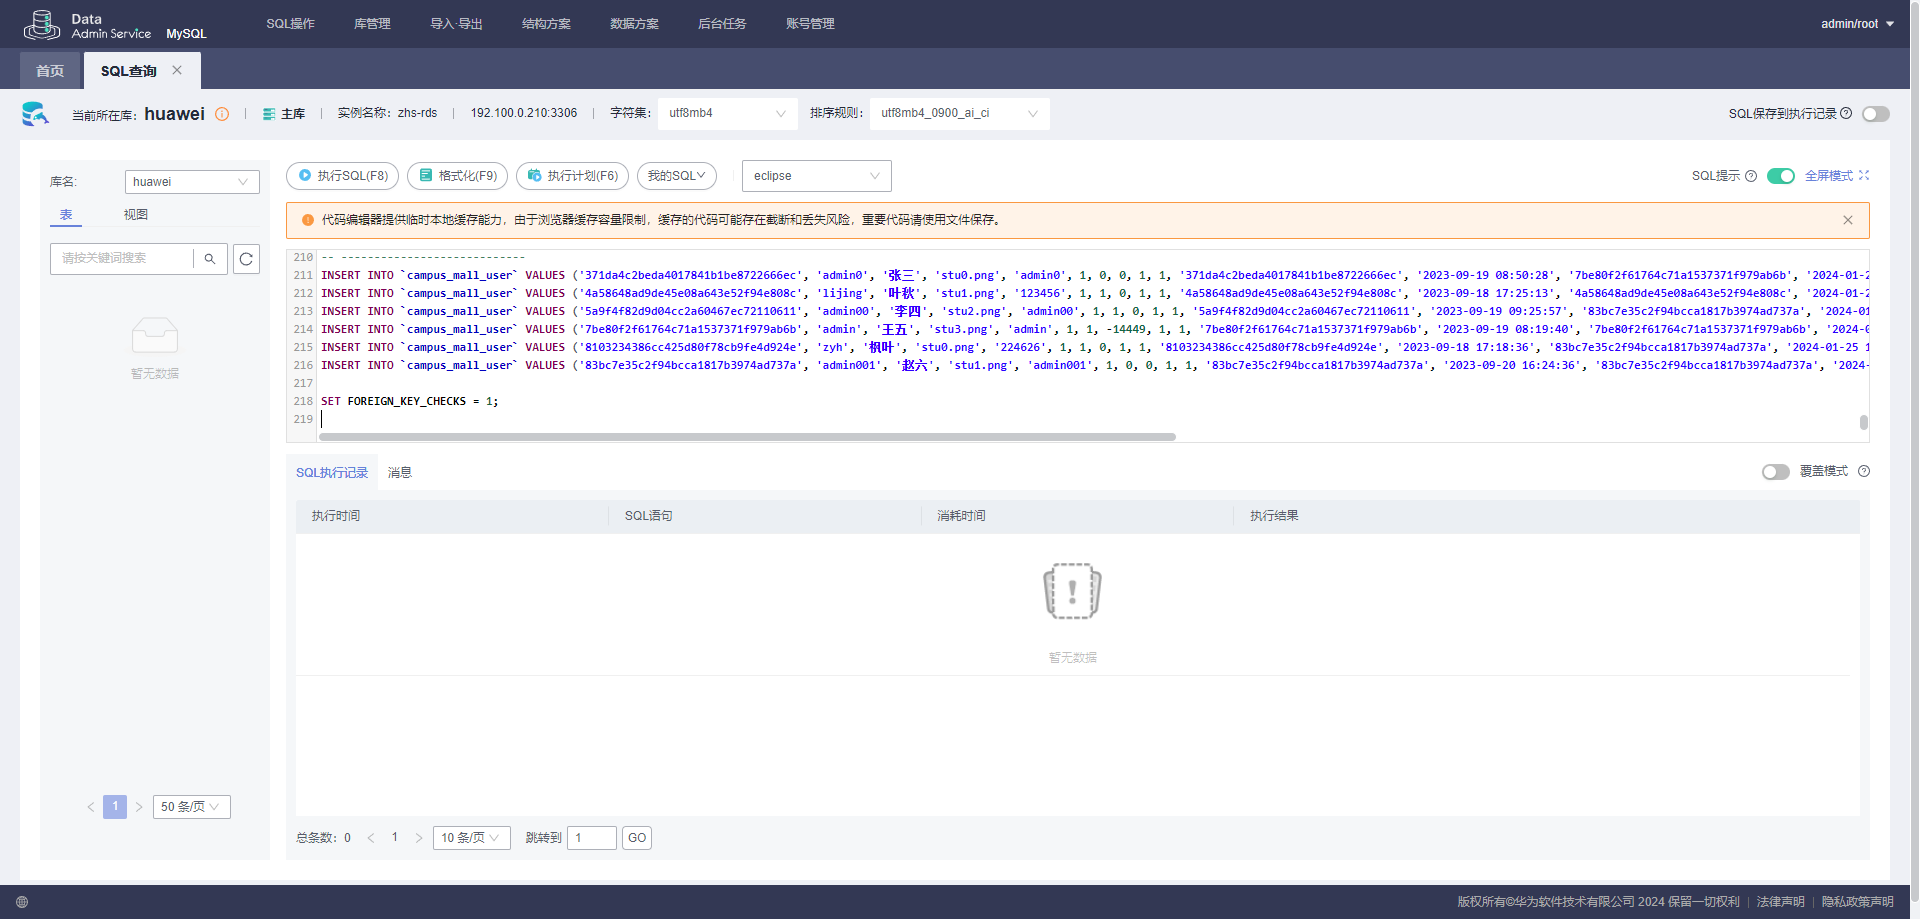 Data
Admin Service MySQL
SQL操作 库管理 导入·导出 结构方案 数据方案 后台任务 账号管理 admin/root
首页 SQL查询
当前所在库: huawei 主库 实例名称: zhs-rds 192.100.0.210:3306 字符集: utf8mb4 排序规则: utf8mb4_0900_ai_ci SQL保存到执行记录
库名: huawei
表 视图
请按关键词搜索
暂无数据
1 50 条/页
执行SQL(F8) 格式化(F9) 执行计划(F6) 我的SQL eclipse SQL提示 全屏模式
代码编辑器提供临时本地缓存能力，由于浏览器缓存容量限制，缓存的代码可能存在截断和丢失风险，重要代码请使用文件保存。
210 -- ----------------------------
211 INSERT INTO `campus_mall_user` VALUES ('371da4c2beda4017841b1be8722666ec', 'admin0', '张三', 'stu0.png', 'admin0', 1, 0, 0, 1, 1, '371da4c2beda4017841b1be8722666ec', '2023-09-19 08:50:28', '7be80f2f61764c71a1537371f979ab6b', '2024-01-2
212 INSERT INTO `campus_mall_user` VALUES ('4a58648ad9de45e08a643e52f94e808c', 'lijing', '叶秋', 'stu1.png', '123456', 1, 1, 0, 1, 1, '4a58648ad9de45e08a643e52f94e808c', '2023-09-18 17:25:13', '4a58648ad9de45e08a643e52f94e808c', '2024-01-2
213 INSERT INTO `campus_mall_user` VALUES ('5a9f4f82d9d04cc2a60467ec72110611', 'admin00', '李四', 'stu2.png', 'admin00', 1, 1, 0, 1, 1, '5a9f4f82d9d04cc2a60467ec72110611', '2023-09-19 09:25:57', '83bc7e35c2f94bcca1817b3974ad737a', '2024-01
214 INSERT INTO `campus_mall_user` VALUES ('7be80f2f61764c71a1537371f979ab6b', 'admin', '王五', 'stu3.png', 'admin', 1, 1, -14449, 1, 1, '7be80f2f61764c71a1537371f979ab6b', '2023-09-19 08:19:40', '7be80f2f61764c71a1537371f979ab6b', '2024-0
215 INSERT INTO `campus_mall_user` VALUES ('8103234386cc425d80f78cb9fe4d924e', 'zyh', '枫叶', 'stu0.png', '224626', 1, 1, 0, 1, 1, '8103234386cc425d80f78cb9fe4d924e', '2023-09-18 17:18:36', '83bc7e35c2f94bcca1817b3974ad737a', '2024-01-25 1
216 INSERT INTO `campus_mall_user` VALUES ('83bc7e35c2f94bcca1817b3974ad737a', 'admin001', '赵六', 'stu1.png', 'admin001', 1, 0, 0, 1, 1, '83bc7e35c2f94bcca1817b3974ad737a', '2023-09-20 16:24:36', '83bc7e35c2f94bcca1817b3974ad737a', '2024-
217
218 SET FOREIGN_KEY_CHECKS = 1;
219
SQL执行记录 消息 覆盖模式
执行时间 SQL语句 消耗时间 执行结果
暂无数据
总条数: 0 1 10 条/页 跳转到 1 GO
版权所有©华为软件技术有限公司 2024 保留一切权利 | 法律声明 | 隐私政策声明